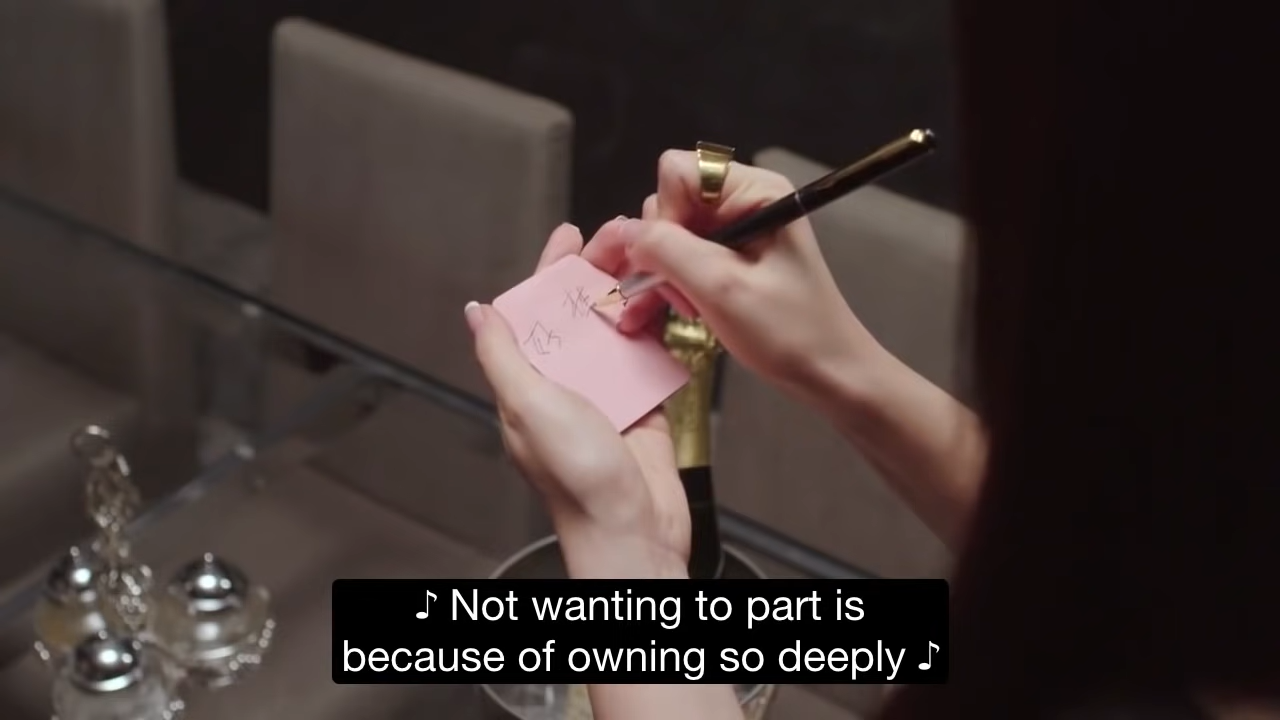 ♪ Not wanting to part is
because of owning so deeply ♪